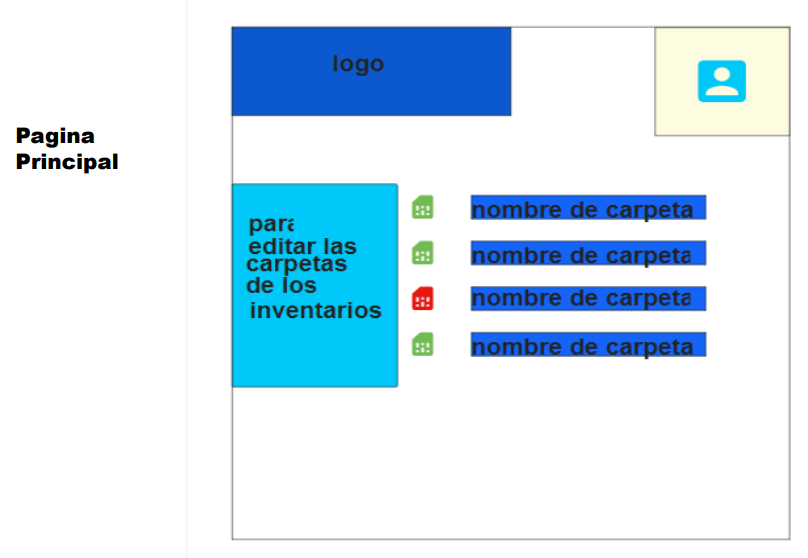 logo
Pagina
Principal
para
editar las
carpetas
de los
inventarios
nombre de carpeta
nombre de carpeta
nombre de carpeta
nombre de carpeta